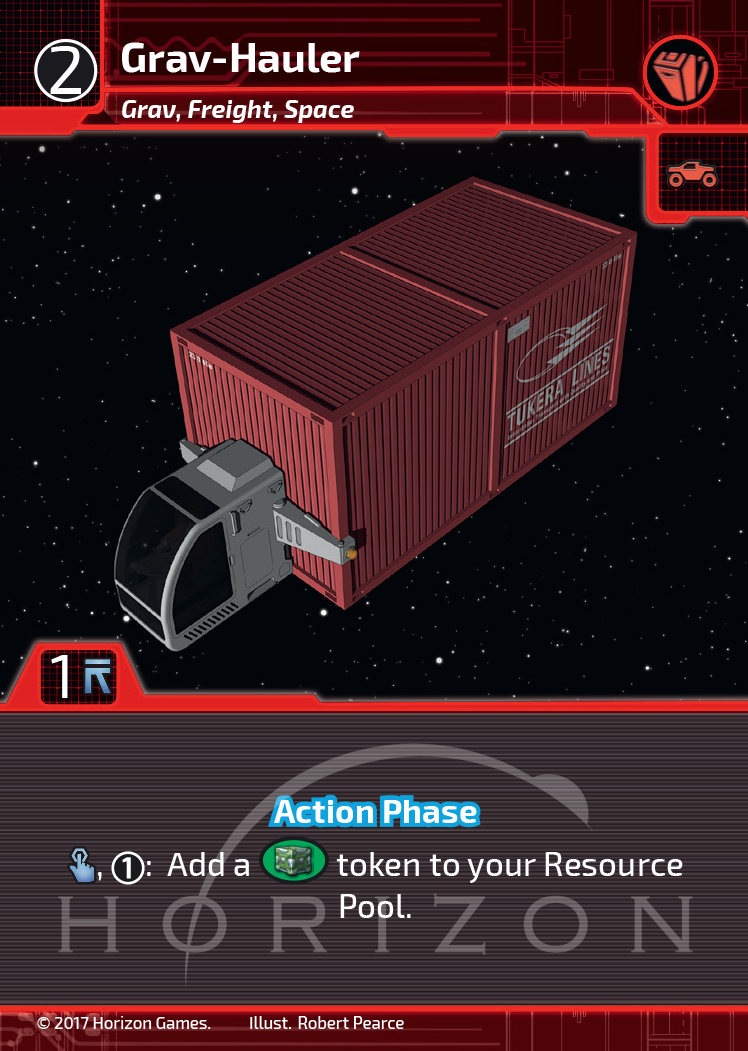 2
Grav-Hauler
Grav, Freight, Space
TUKERA LINES
1
Action Phase
, 1: Add a token to your Resource
Pool.
HORIZON
© 2017 Horizon Games. Illust. Robert Pearce